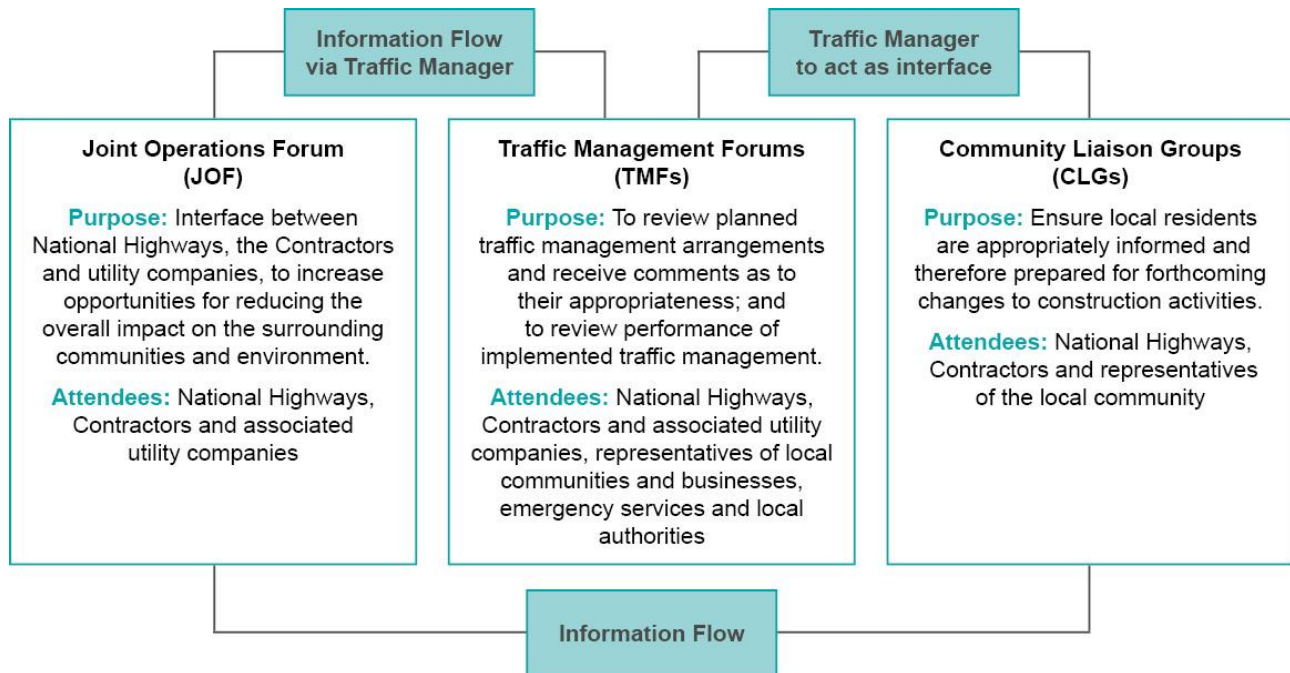 Information Flow
via Traffic Manager
Traffic Manager
to act as interface
Joint Operations Forum
(JOF)
Purpose: Interface between
National Highways, the Contractors
and utility companies, to increase
opportunities for reducing the
overall impact on the surrounding
communities and environment.
Attendees: National Highways,
Contractors and associated
utility companies
Traffic Management Forums
(TMFs)
Purpose: To review planned
traffic management arrangements
and receive comments as to
their appropriateness; and
to review performance of
implemented traffic management.
Attendees: National Highways,
Contractors and associated utility
companies, representatives of local
communities and businesses,
emergency services and local
authorities
Community Liaison Groups
(CLGs)
Purpose: Ensure local residents
are appropriately informed and
therefore prepared for forthcoming
changes to construction activities.
Attendees: National Highways,
Contractors and representatives
of the local community
Information Flow